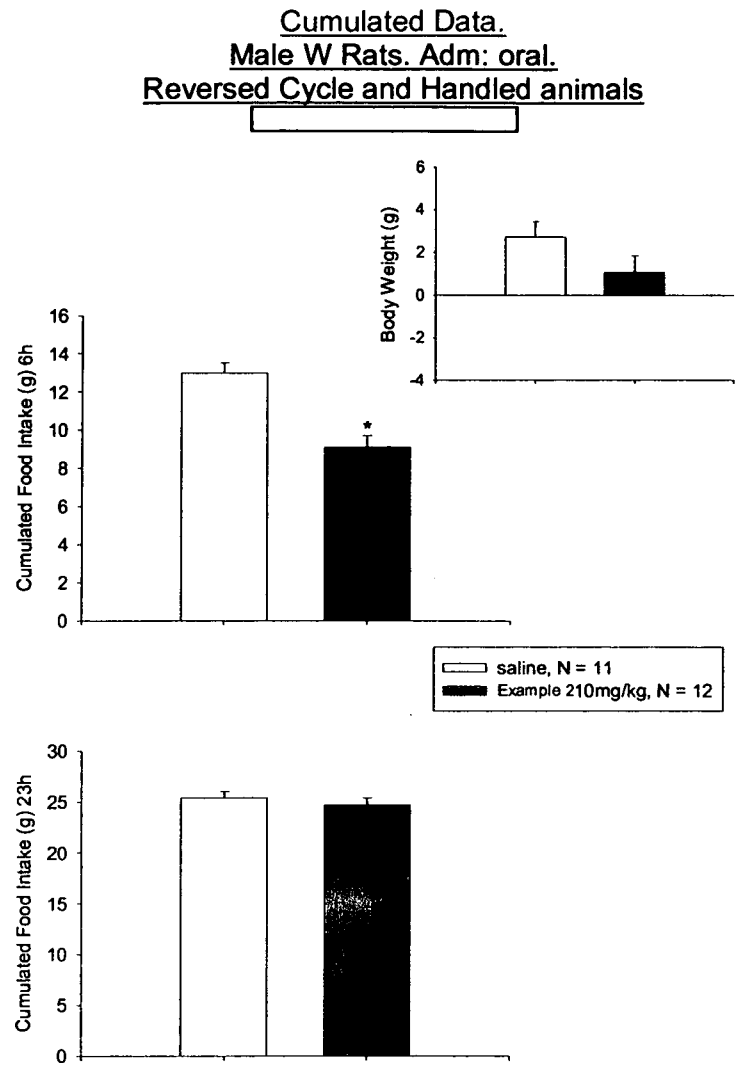 Cumulated Data.
Male W Rats. Adm: oral.
Reversed Cycle and Handled animals
6
4
2
0
-2
-4
Body Weight (g)
16
14
12
10
8
6
4
2
0
Cumulated Food Intake (g) 6h
*
saline, N = 11
Example 210mg/kg, N = 12
30
25
20
15
10
5
0
Cumulated Food Intake (g) 23h